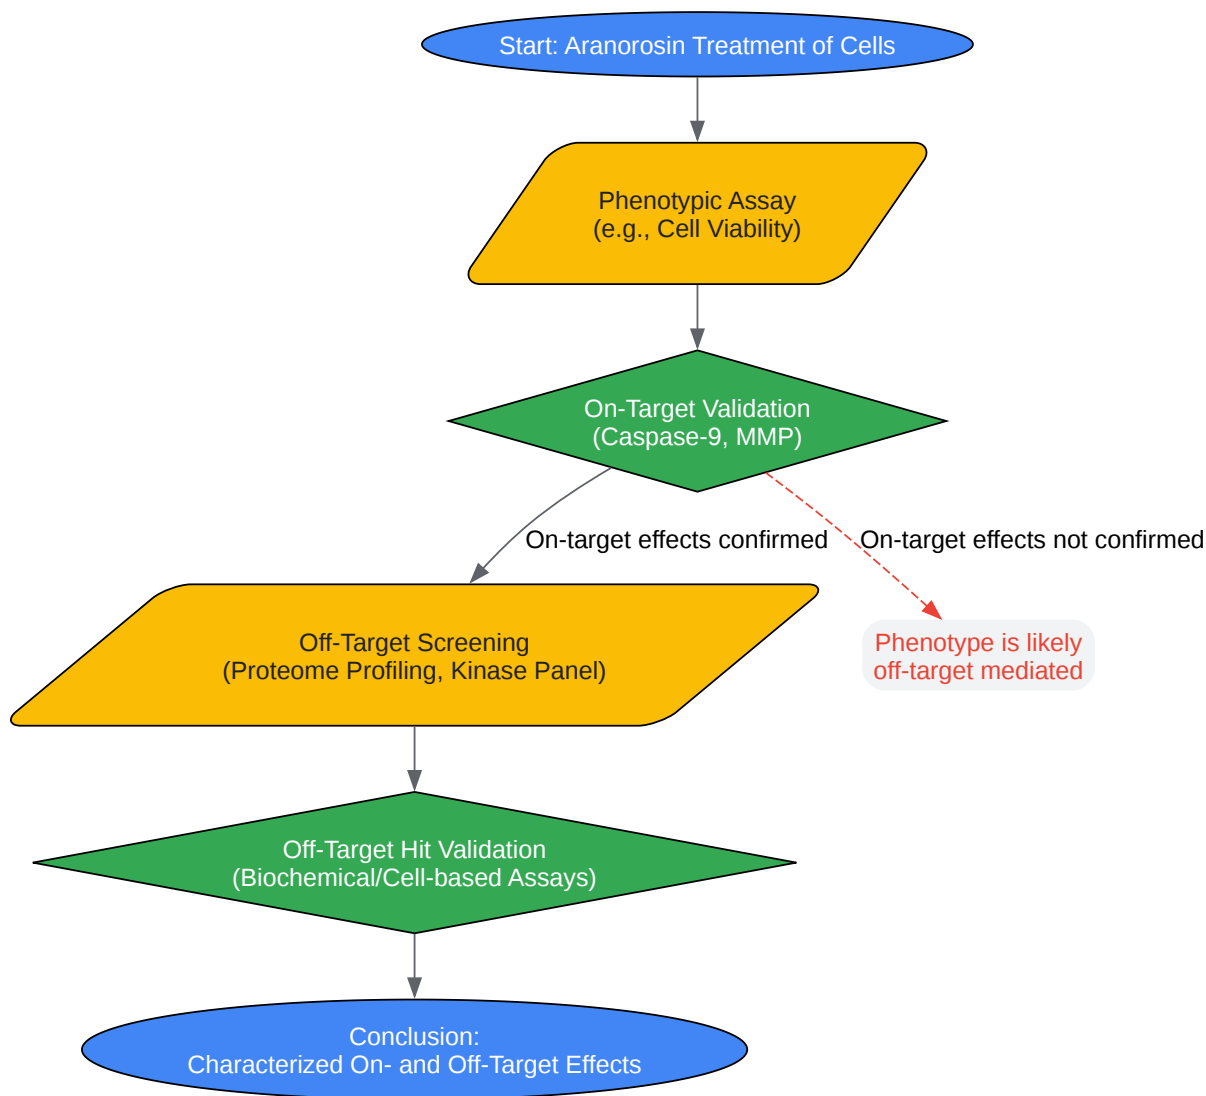 Start: Aranorosin Treatment of Cells
Phenotypic Assay
(e.g., Cell Viability)
On-Target Validation
(Caspase-9, MMP)
On-target effects confirmed
On-target effects not confirmed
Off-Target Screening
(Proteome Profiling, Kinase Panel)
Phenotype is likely
off-target mediated
Off-Target Hit Validation
(Biochemical/Cell-based Assays)
Conclusion:
Characterized On- and Off-Target Effects